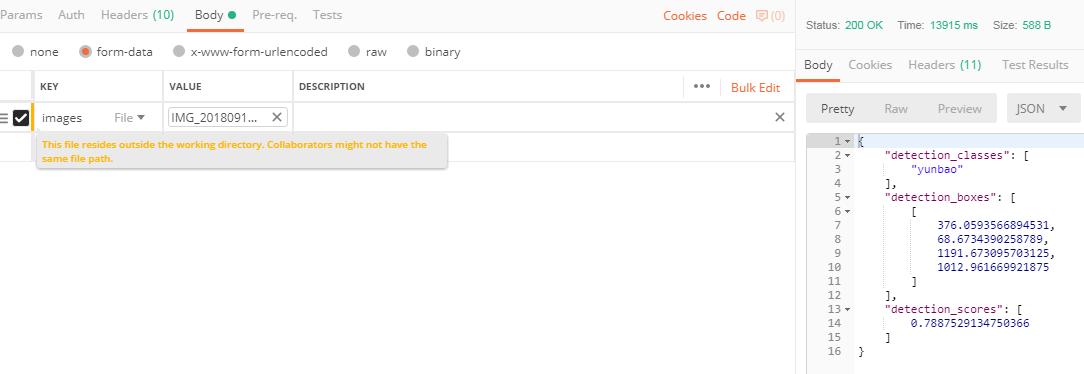 Params Auth Headers (10) Body Pre-req. Tests Cookies Code (0)
none form-data x-www-form-urlencoded raw binary
KEY VALUE DESCRIPTION ••• Bulk Edit
images File IMG_2018091...
This file resides outside the working directory. Collaborators might not have the
same file path.
Status: 200 OK Time: 13915 ms Size: 588 B
Body Cookies Headers (11) Test Results
Pretty Raw Preview JSON
1 {
2 "detection_classes": [
3 "yunbao"
4 ],
5 "detection_boxes": [
6 [
7 376.0593566894531,
8 68.6734390258789,
9 1191.673095703125,
10 1012.961669921875
11 ]
12 ],
13 "detection_scores": [
14 0.7887529134750366
15 ]
16 }